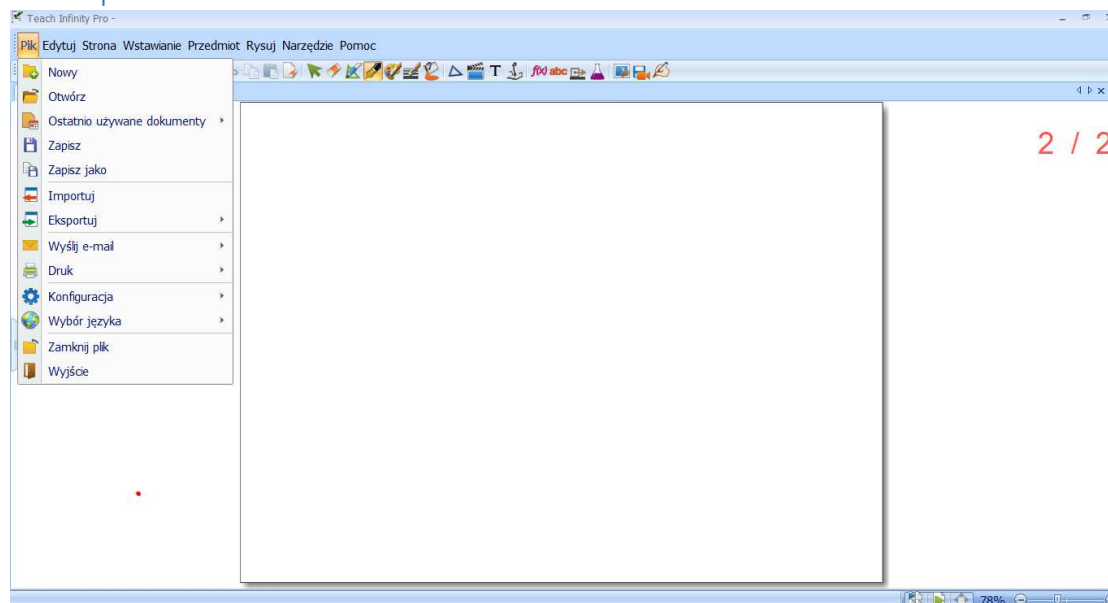 Teach Infinity Pro -
Plik Edytuj Strona Wstawianie Przedmiot Rysuj Narzędzie Pomoc
T f(x) abc
Nowy
Otwórz
Ostatnio używane dokumenty
Zapisz
Zapisz jako
Importuj
Eksportuj
Wyślij e-mail
Druk
Konfiguracja
Wybór języka
Zamknij plik
Wyjście
2 / 2
78%